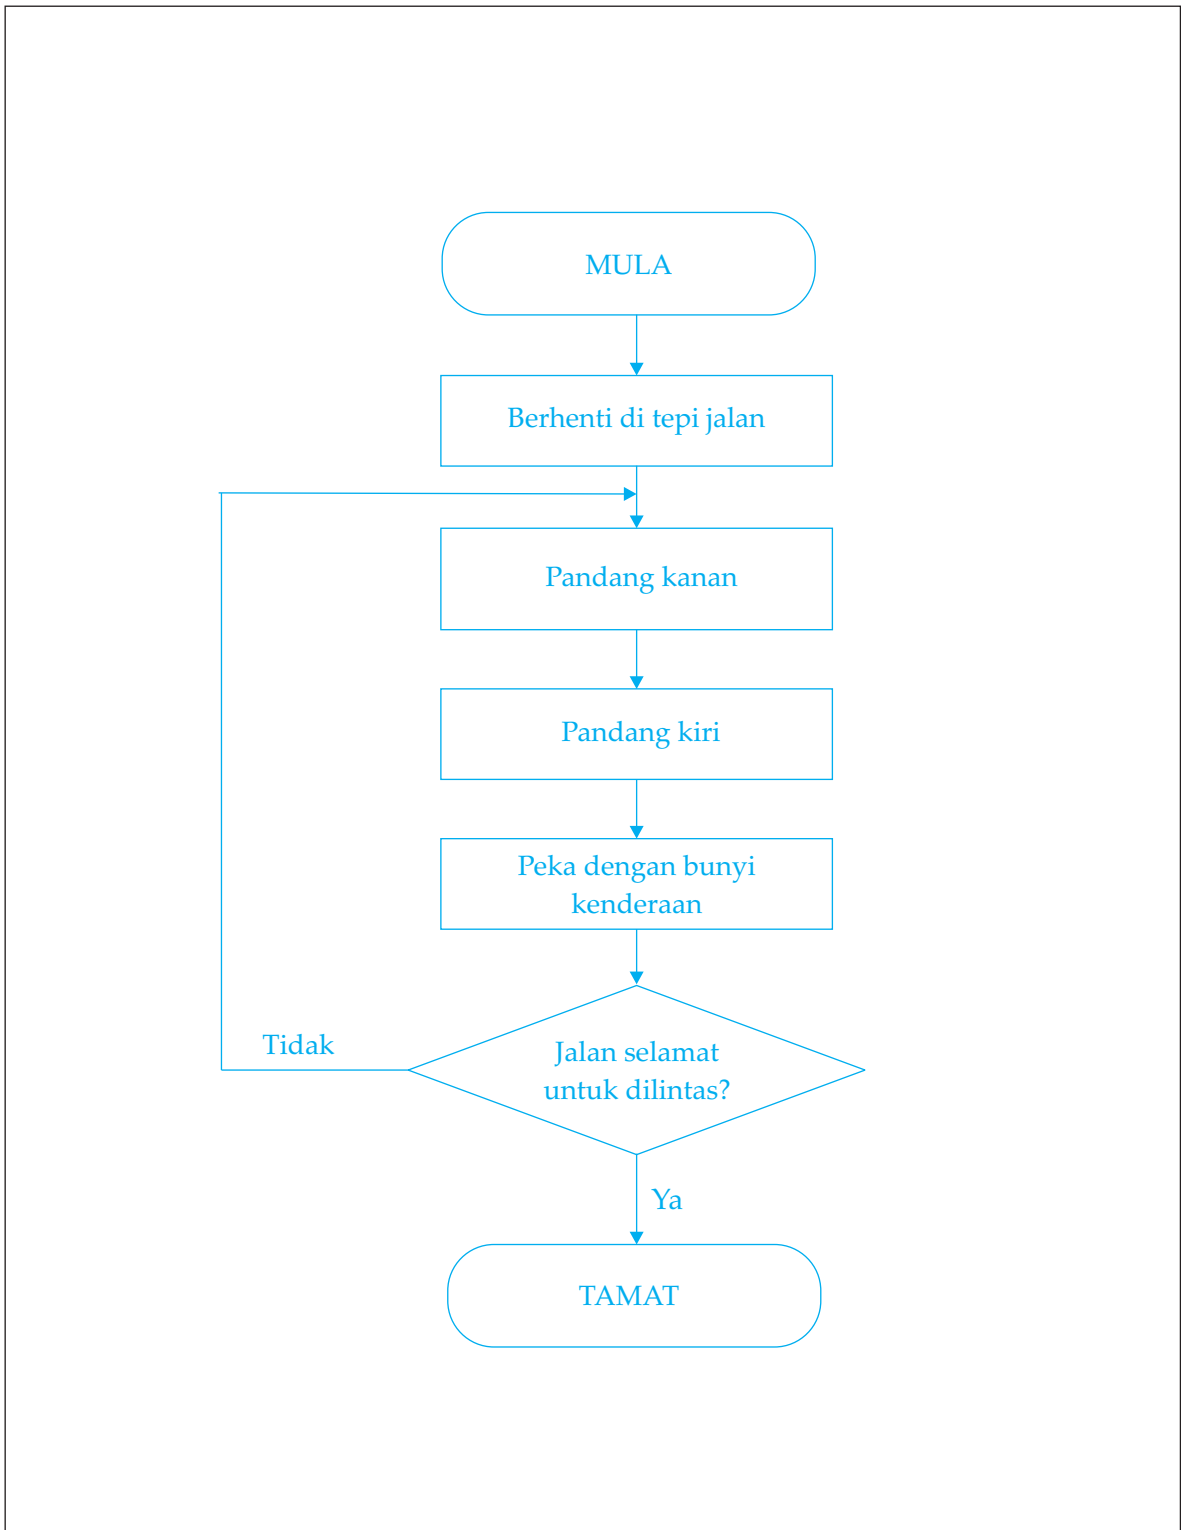 MULA
Berhenti di tepi jalan
Pandang kanan
Pandang kiri
Peka dengan bunyi
kenderaan
Tidak
Jalan selamat
untuk dilintas?
Ya
TAMAT